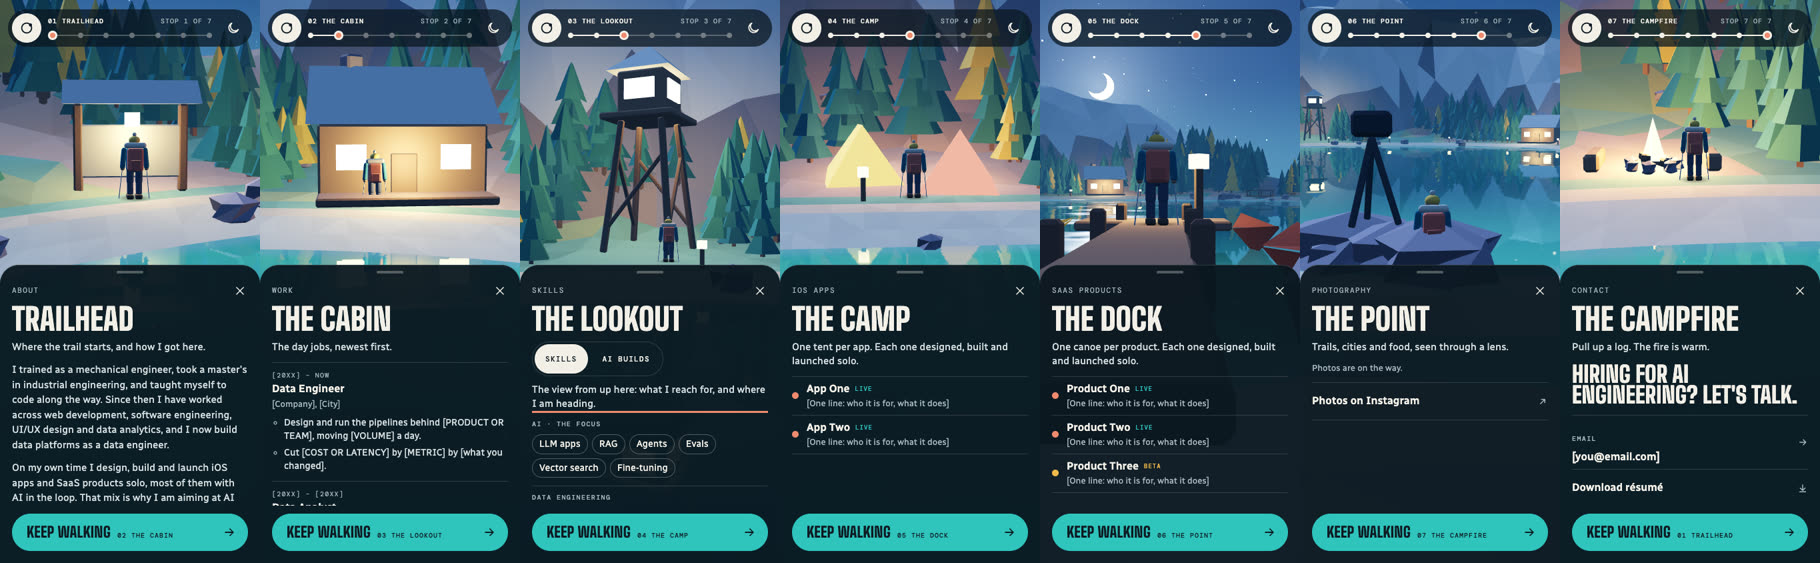 01 TRAILHEAD
STOP 1 OF 7
ABOUT
TRAILHEAD
Where the trail starts, and how I got here.
I trained as a mechanical engineer, took a master's
in industrial engineering, and taught myself to
code along the way. Since then I have worked
across web development, software engineering,
UI/UX design and data analytics, and I now build
data platforms as a data engineer.
On my own time I design, build and launch iOS
apps and SaaS products solo, most of them with
AI in the loop. That mix is why I am aiming at AI
KEEP WALKING 02 THE CABIN
02 THE CABIN
STOP 2 OF 7
WORK
THE CABIN
The day jobs, newest first.
[20XX] – NOW
Data Engineer
[Company], [City]
Design and run the pipelines behind [PRODUCT OR
TEAM], moving [VOLUME] a day.
Cut [COST OR LATENCY] by [METRIC] by [what you
changed].
[20XX] – [20XX]
Data Analyst
KEEP WALKING 03 THE LOOKOUT
03 THE LOOKOUT
STOP 3 OF 7
SKILLS
THE LOOKOUT
SKILLS
AI BUILDS
The view from up here: what I reach for, and where
I am heading.
AI · THE FOCUS
LLM apps
RAG
Agents
Evals
Vector search
Fine-tuning
DATA ENGINEERING
KEEP WALKING 04 THE CAMP
04 THE CAMP
STOP 4 OF 7
IOS APPS
THE CAMP
One tent per app. Each one designed, built and
launched solo.
App One LIVE
[One line: who it is for, what it does]
App Two LIVE
[One line: who it is for, what it does]
KEEP WALKING 05 THE DOCK
05 THE DOCK
STOP 5 OF 7
SAAS PRODUCTS
THE DOCK
One canoe per product. Each one designed, built
and launched solo.
Product One LIVE
[One line: who it is for, what it does]
Product Two LIVE
[One line: who it is for, what it does]
Product Three BETA
[One line: who it is for, what it does]
KEEP WALKING 06 THE POINT
06 THE POINT
STOP 6 OF 7
PHOTOGRAPHY
THE POINT
Trails, cities and food, seen through a lens.
Photos are on the way.
Photos on Instagram
KEEP WALKING 07 THE CAMPFIRE
07 THE CAMPFIRE
STOP 7 OF 7
CONTACT
THE CAMPFIRE
Pull up a log. The fire is warm.
HIRING FOR AI
ENGINEERING? LET'S TALK.
EMAIL
[you@email.com]
Download résumé
KEEP WALKING 01 TRAILHEAD